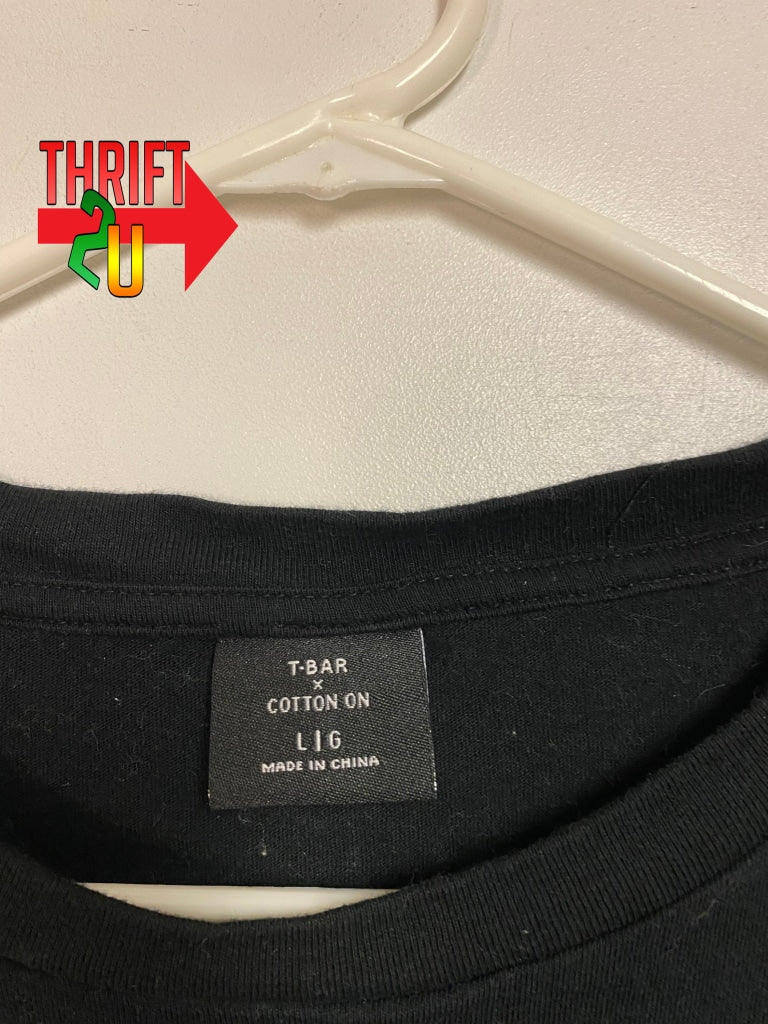 THRIFT
2U
T-BAR
×
COTTON ON
L|G
MADE IN CHINA